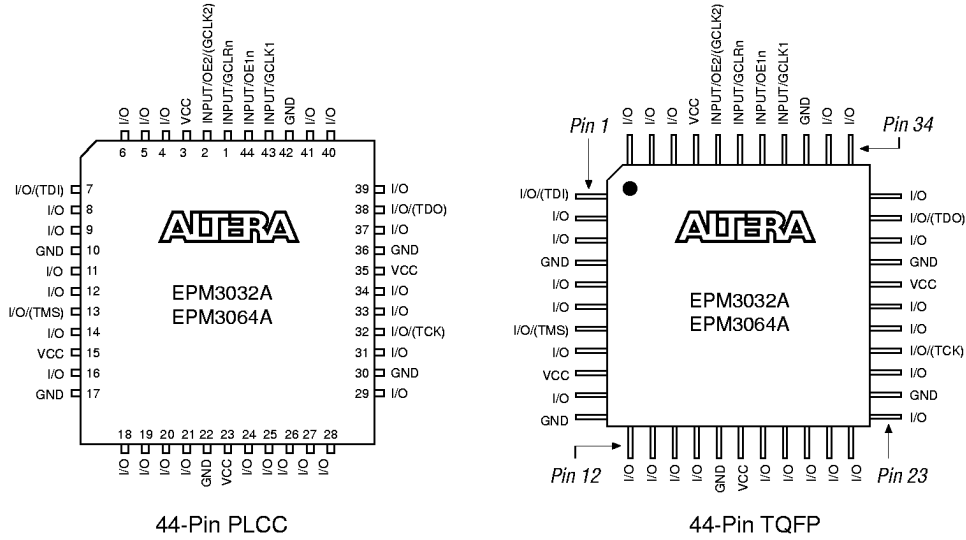 I/O I/O I/O VCC INPUT/OE2/(GCLK2) INPUT/GCLRn INPUT/OE1n INPUT/GCLK1 GND I/O I/O
6 5 4 3 2 1 44 43 42 41 40
I/O/(TDI) 7
I/O 8
I/O 9
GND 10
I/O 11
I/O 12
I/O/(TMS) 13
I/O 14
VCC 15
I/O 16
GND 17
ALTERA
EPM3032A
EPM3064A
39 I/O
38 I/O/(TDO)
37 I/O
36 GND
35 VCC
34 I/O
33 I/O
32 I/O/(TCK)
31 I/O
30 GND
29 I/O
18 19 20 21 22 23 24 25 26 27 28
I/O I/O I/O I/O GND VCC I/O I/O I/O I/O I/O
44-Pin PLCC
I/O I/O I/O VCC INPUT/OE2/(GCLK2) INPUT/GCLRn INPUT/OE1n INPUT/GCLK1 GND I/O I/O
Pin 1
Pin 34
I/O/(TDI)
I/O
I/O
GND
I/O
I/O
I/O/(TMS)
I/O
VCC
I/O
GND
ALTERA
EPM3032A
EPM3064A
I/O
I/O/(TDO)
I/O
GND
VCC
I/O
I/O
I/O/(TCK)
I/O
GND
I/O
Pin 12
Pin 23
I/O I/O I/O I/O GND VCC I/O I/O I/O I/O I/O
44-Pin TQFP